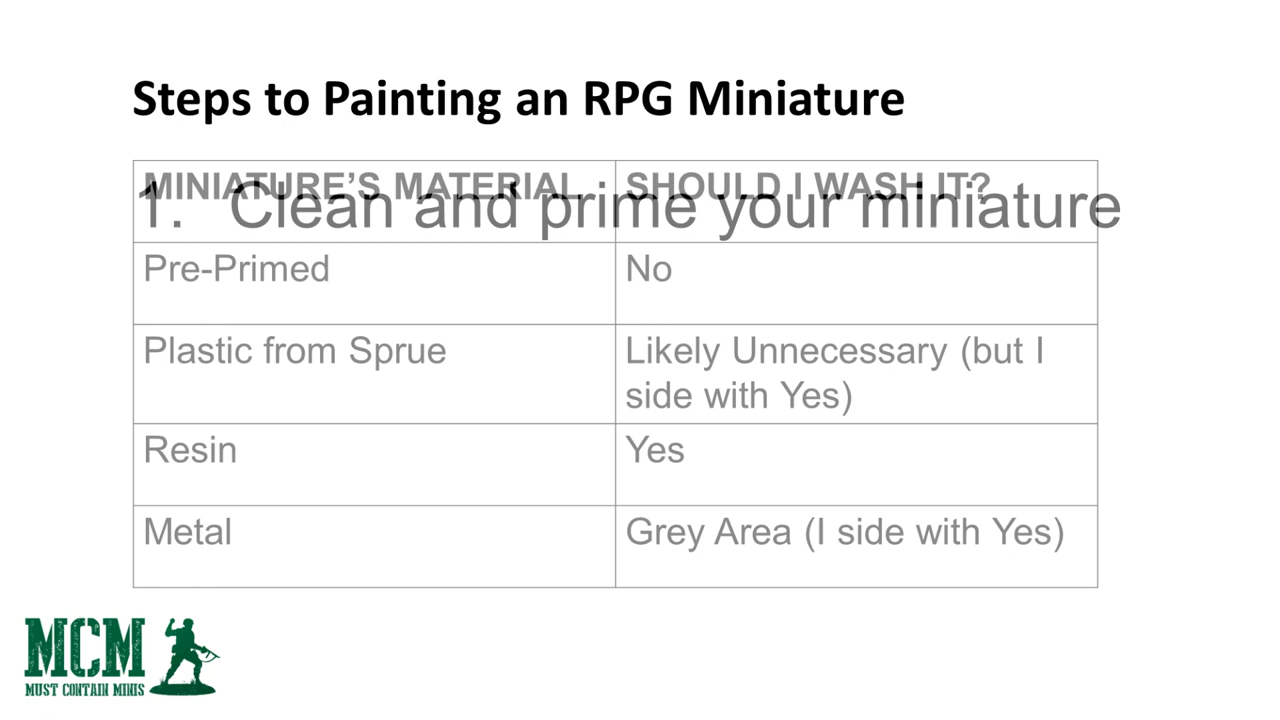 Steps to Painting an RPG Miniature
MINIATURE'S MATERIAL
SHOULD I WASH IT?
1. Clean and prime your miniature
Pre-Primed
No
Plastic from Sprue
Likely Unnecessary (but I
side with Yes)
Resin
Yes
Metal
Grey Area (I side with Yes)
MCM
MUST CONTAIN MINIS